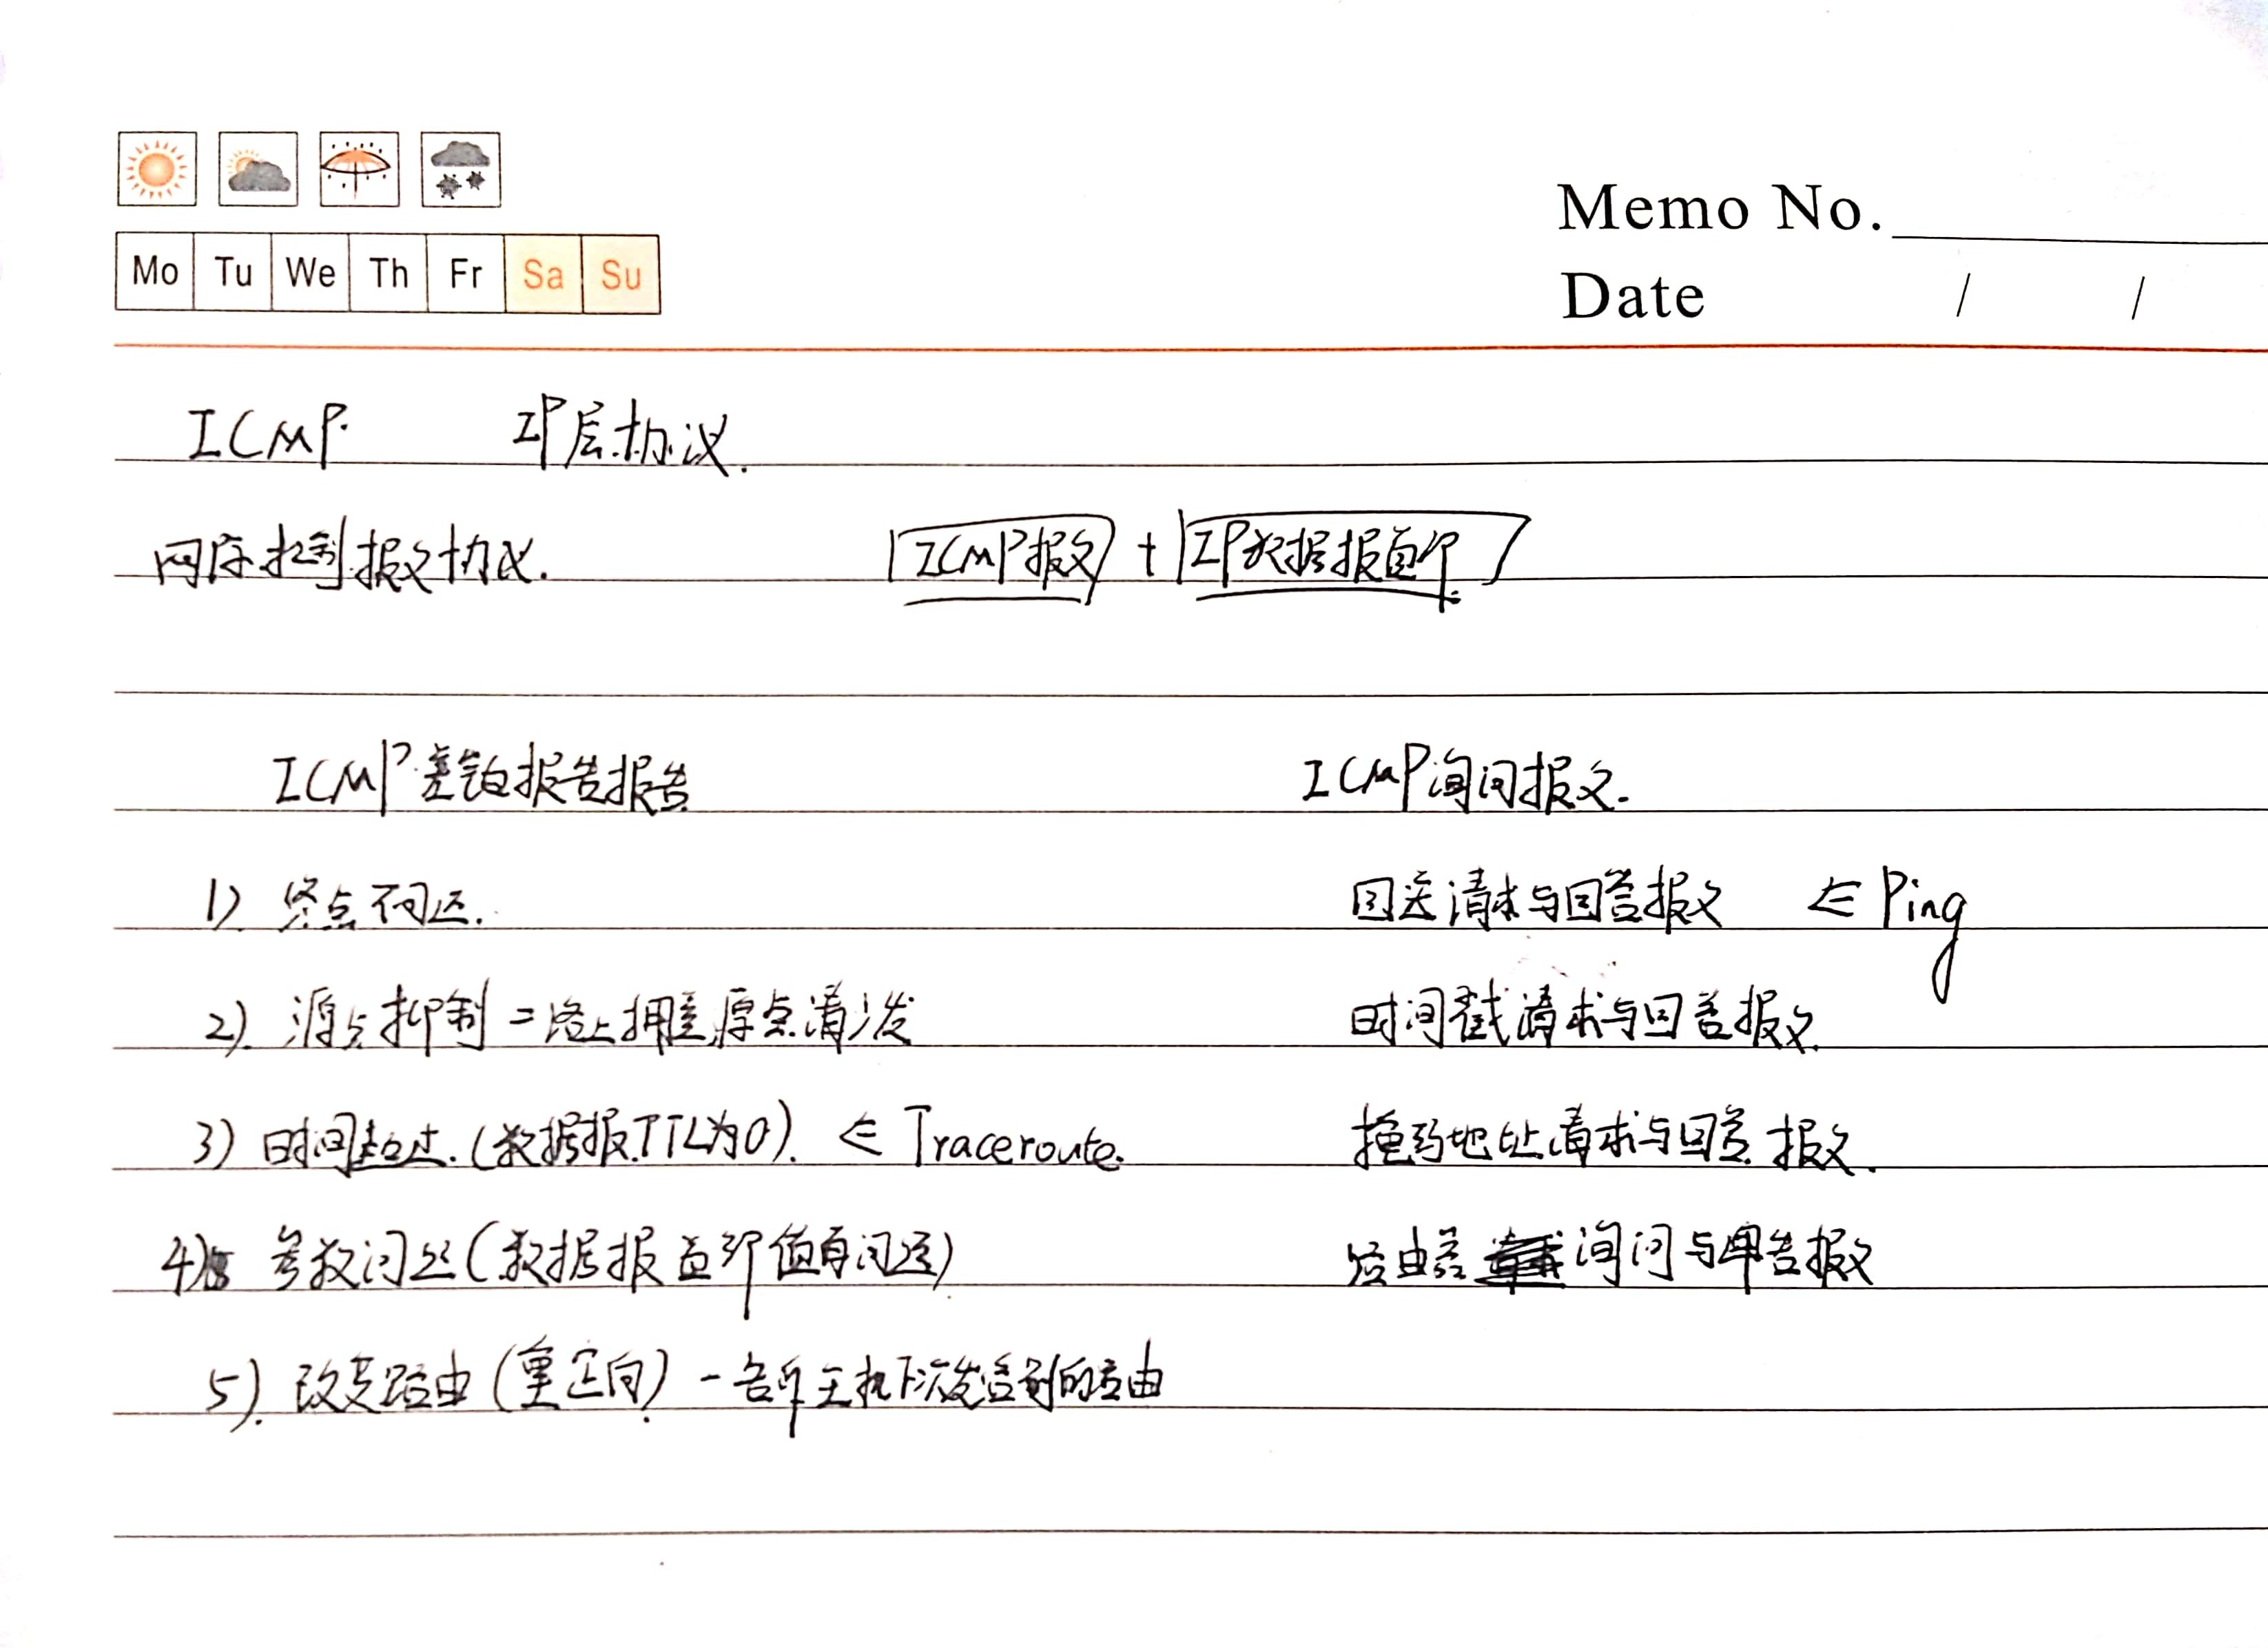 Mo Tu We Th Fr Sa Su
Memo No.
Date / /
ICMP. IP层协议.
网际控制报文协议. ICMP报文 + IP数据报首部
ICMP差错报告报告 ICMP询问报文.
1) 终点不可达. 回送请求与回答报文 ⇐ Ping
2). 源点抑制 = 路上拥塞,原点请少发 时间戳请求与回答报文.
3) 时间超过.(数据报TTL为0). ⇐ Traceroute. 掩码地址请求与回答报文.
4) 参数问题(数据报首部值有问题) 路由器询问与通告报文
5). 改变路由(重定向) - 告诉主机下次发送到别的路由